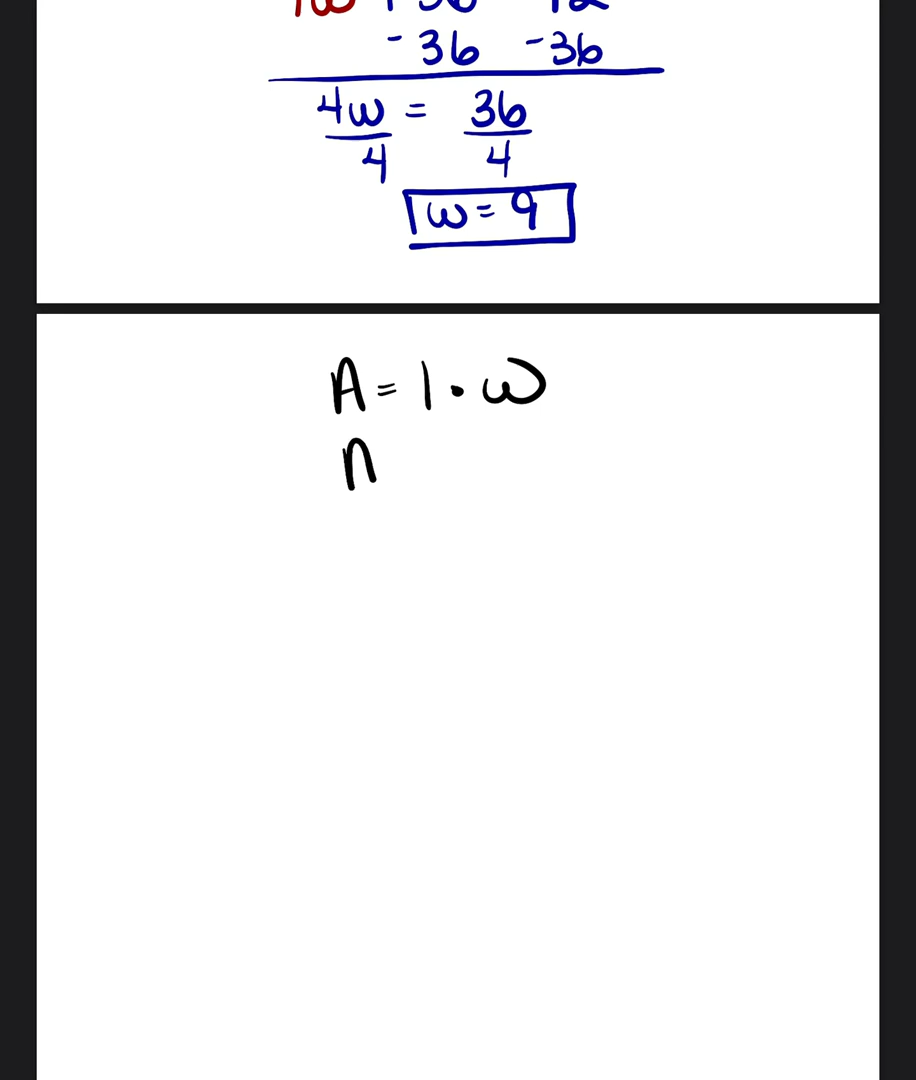 - 36 - 36
4w = 36
4 4
w = 9
A = l · w